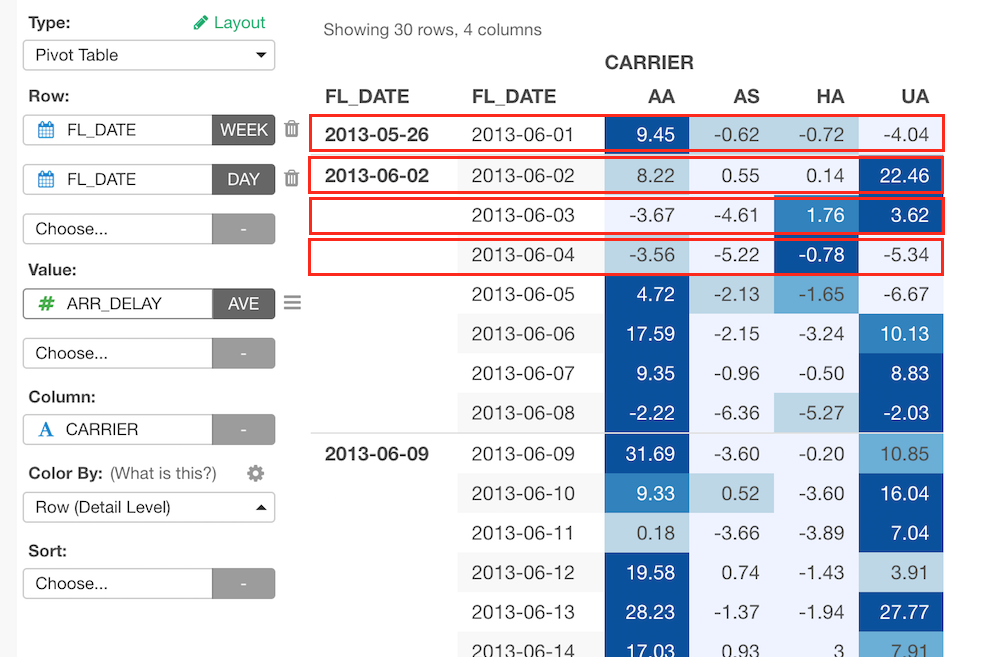 Type: Layout
Pivot Table
Row:
FL_DATE WEEK
FL_DATE DAY
Choose... -
Value:
# ARR_DELAY AVE
Choose... -
Column:
A CARRIER -
Color By: (What is this?)
Row (Detail Level)
Sort:
Choose... -
Showing 30 rows, 4 columns
CARRIER
FL_DATE FL_DATE AA AS HA UA
2013-05-26 2013-06-01 9.45 -0.62 -0.72 -4.04
2013-06-02 2013-06-02 8.22 0.55 0.14 22.46
2013-06-03 -3.67 -4.61 1.76 3.62
2013-06-04 -3.56 -5.22 -0.78 -5.34
2013-06-05 4.72 -2.13 -1.65 -6.67
2013-06-06 17.59 -2.15 -3.24 10.13
2013-06-07 9.35 -0.96 -0.50 8.83
2013-06-08 -2.22 -6.36 -5.27 -2.03
2013-06-09 2013-06-09 31.69 -3.60 -0.20 10.85
2013-06-10 9.33 0.52 -3.60 16.04
2013-06-11 0.18 -3.66 -3.89 7.04
2013-06-12 19.58 0.74 -1.43 3.91
2013-06-13 28.23 -1.37 -1.94 27.77
2013-06-14 17.03 0.93 3 7.91